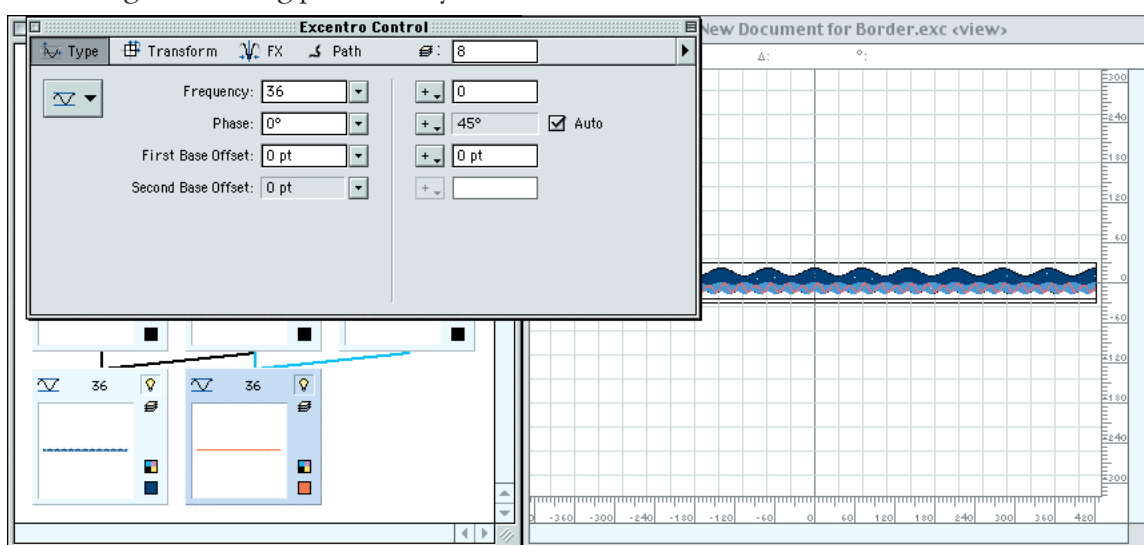 Excentro Control
New Document for Border.exc <view>
Type Transform FX Path : 8
Δ: °:
Frequency: 36 + 0
Phase: 0° + 45° Auto
First Base Offset: 0 pt + 0 pt
Second Base Offset: 0 pt +
300
240
180
120
60
0
-60
120
180
240
300
36 36
-360 -300 -240 -180 -120 -60 0 60 120 180 240 300 360 420